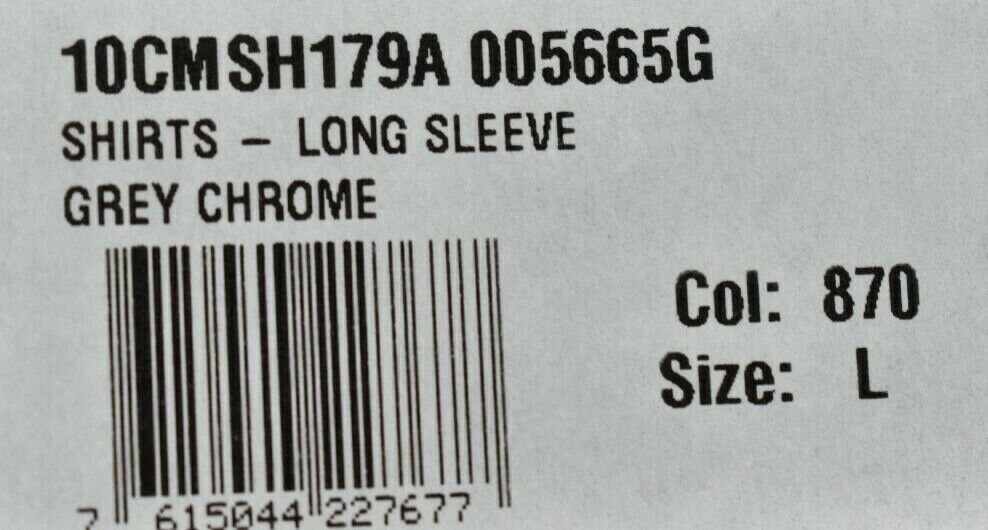 10CMSH179A 005665G
SHIRTS - LONG SLEEVE
GREY CHROME
Col: 870
Size: L
7 615044 227677